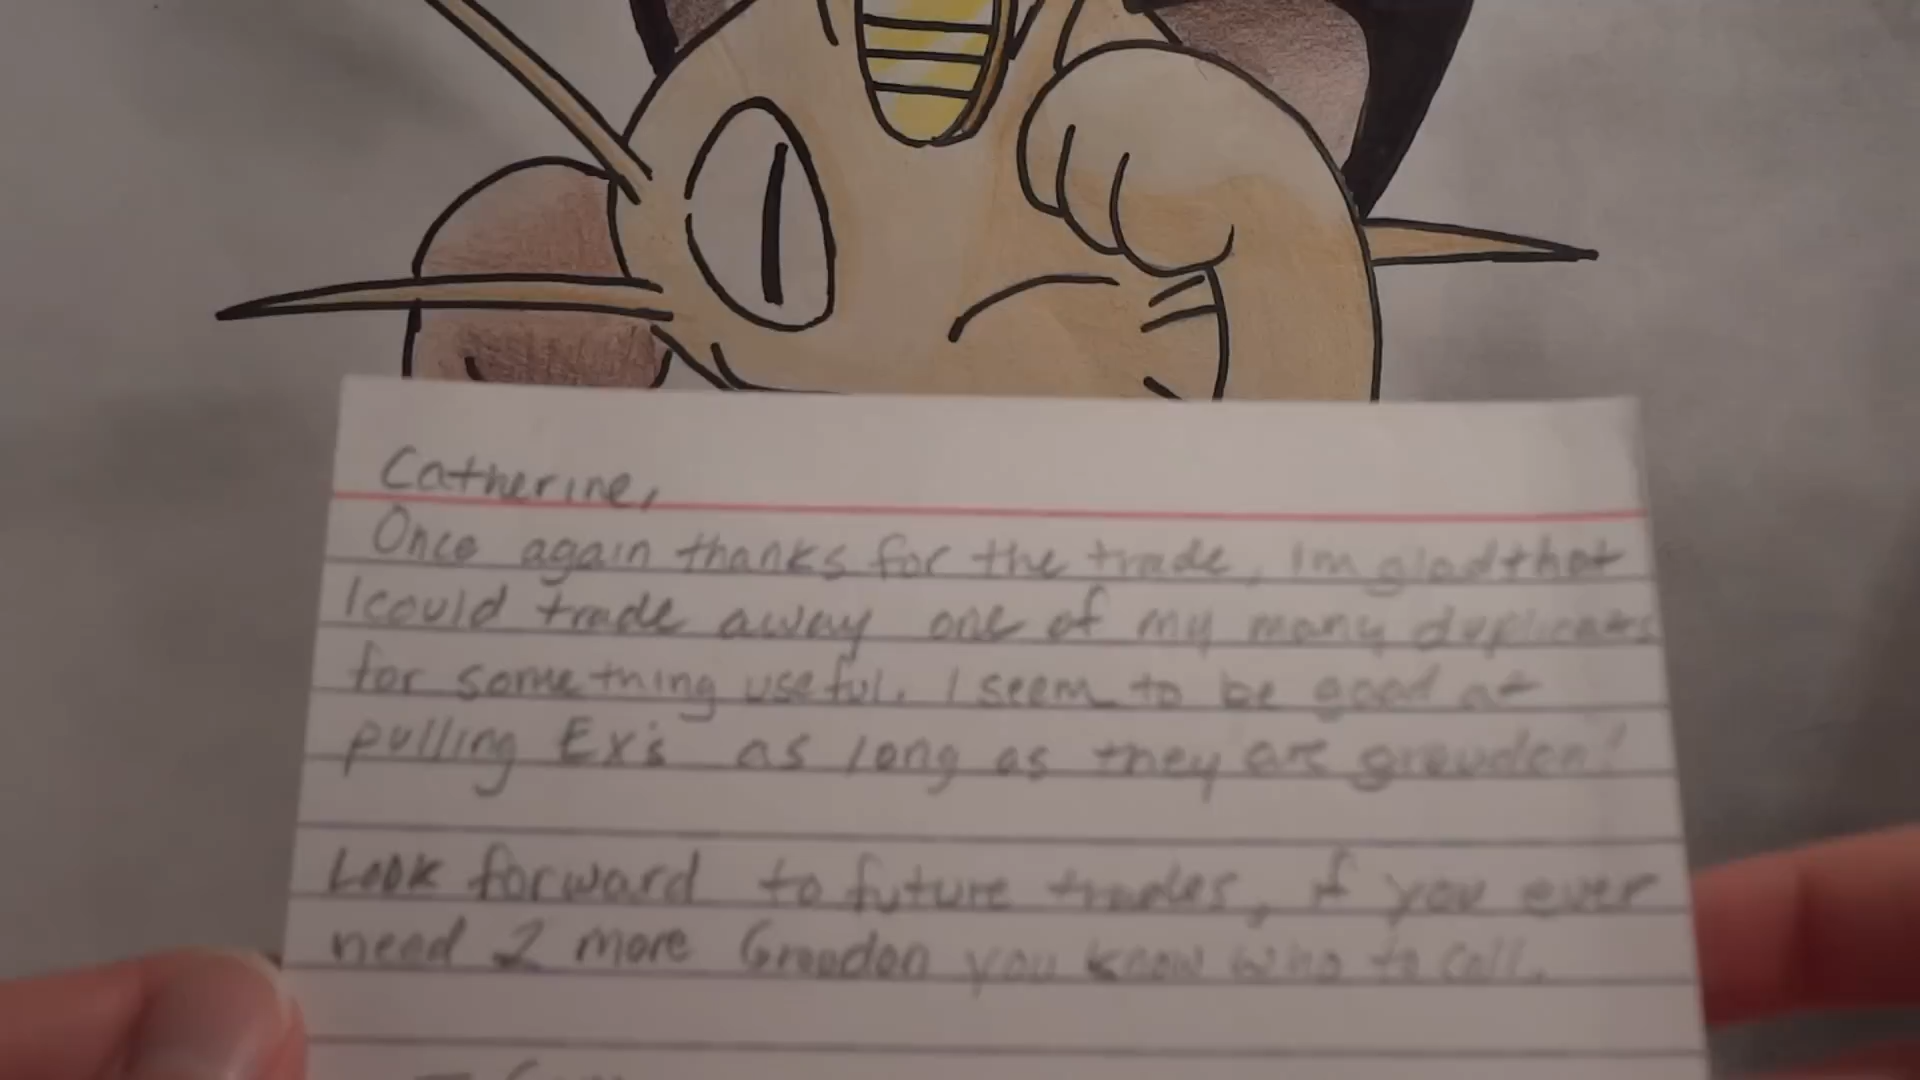 Catherine,
Once again thanks for the trade, Im glad that
I could trade away one of my many duplicates
for something useful. I seem to be good at
pulling Ex's as long as they are groudon!
Look forward to future trades, if you ever
need 2 more Groudon you know who to call.